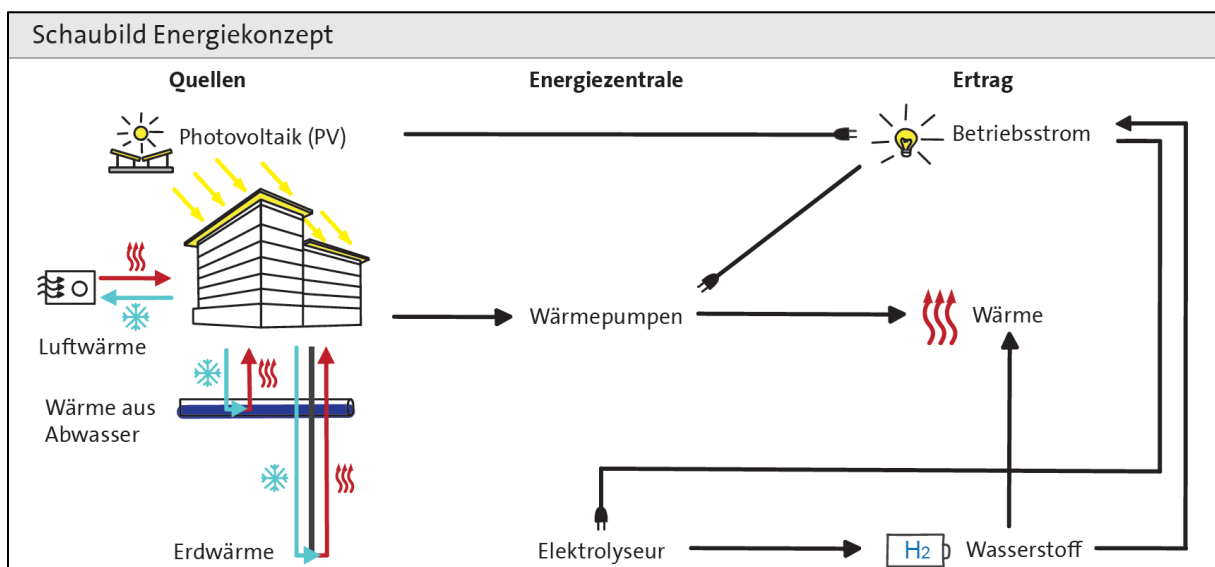 Schaubild Energiekonzept
Quellen
Energiezentrale
Ertrag
Photovoltaik (PV)
Betriebsstrom
Luftwärme
Wärmepumpen
Wärme
Wärme aus
Abwasser
Erdwärme
Elektrolyseur
H2
Wasserstoff